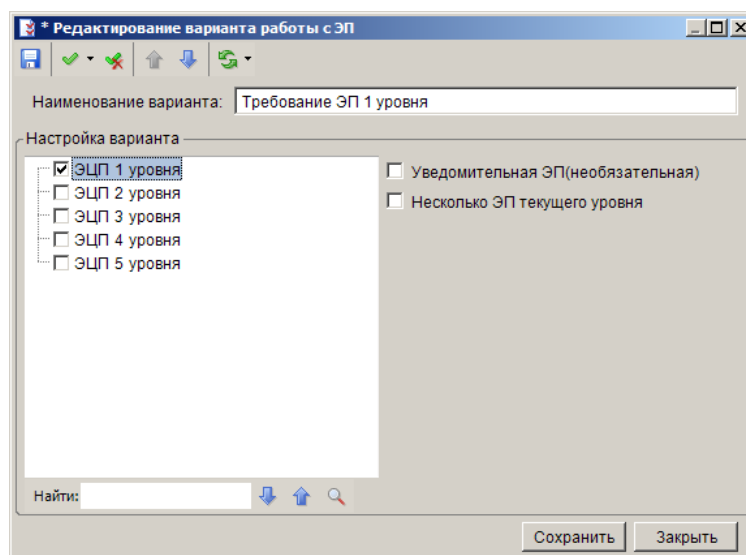 * Редактирование варианта работы с ЭП
Наименование варианта: Требование ЭП 1 уровня
Настройка варианта
ЭЦП 1 уровня
ЭЦП 2 уровня
ЭЦП 3 уровня
ЭЦП 4 уровня
ЭЦП 5 уровня
Уведомительная ЭП(необязательная)
Несколько ЭП текущего уровня
Найти:
Сохранить Закрыть